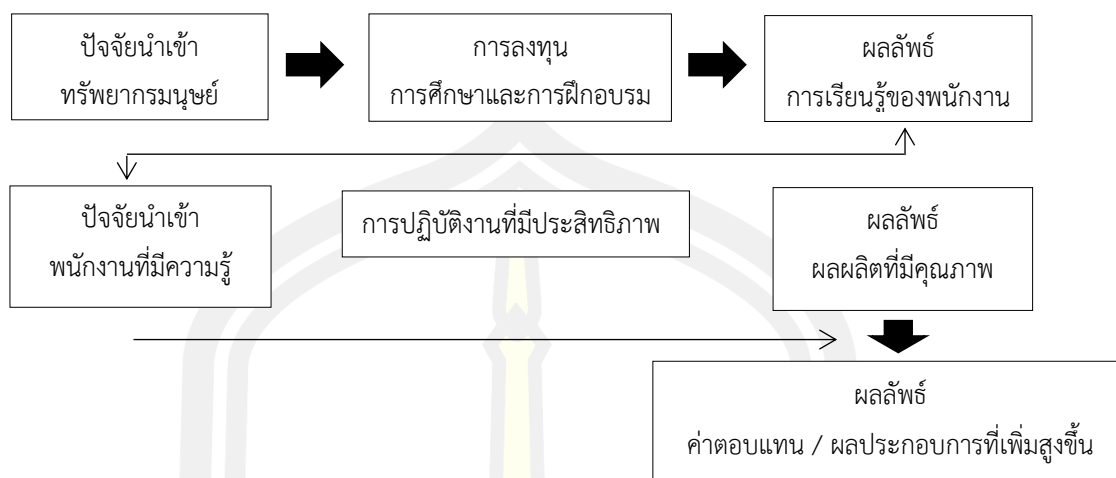 ปัจจัยนำเข้า
ทรัพยากรมนุษย์
การลงทุน
การศึกษาและการฝึกอบรม
ผลลัพธ์
การเรียนรู้ของพนักงาน
ปัจจัยนำเข้า
พนักงานที่มีความรู้
การปฏิบัติงานที่มีประสิทธิภาพ
ผลลัพธ์
ผลผลิตที่มีคุณภาพ
ผลลัพธ์
ค่าตอบแทน / ผลประกอบการที่เพิ่มสูงขึ้น